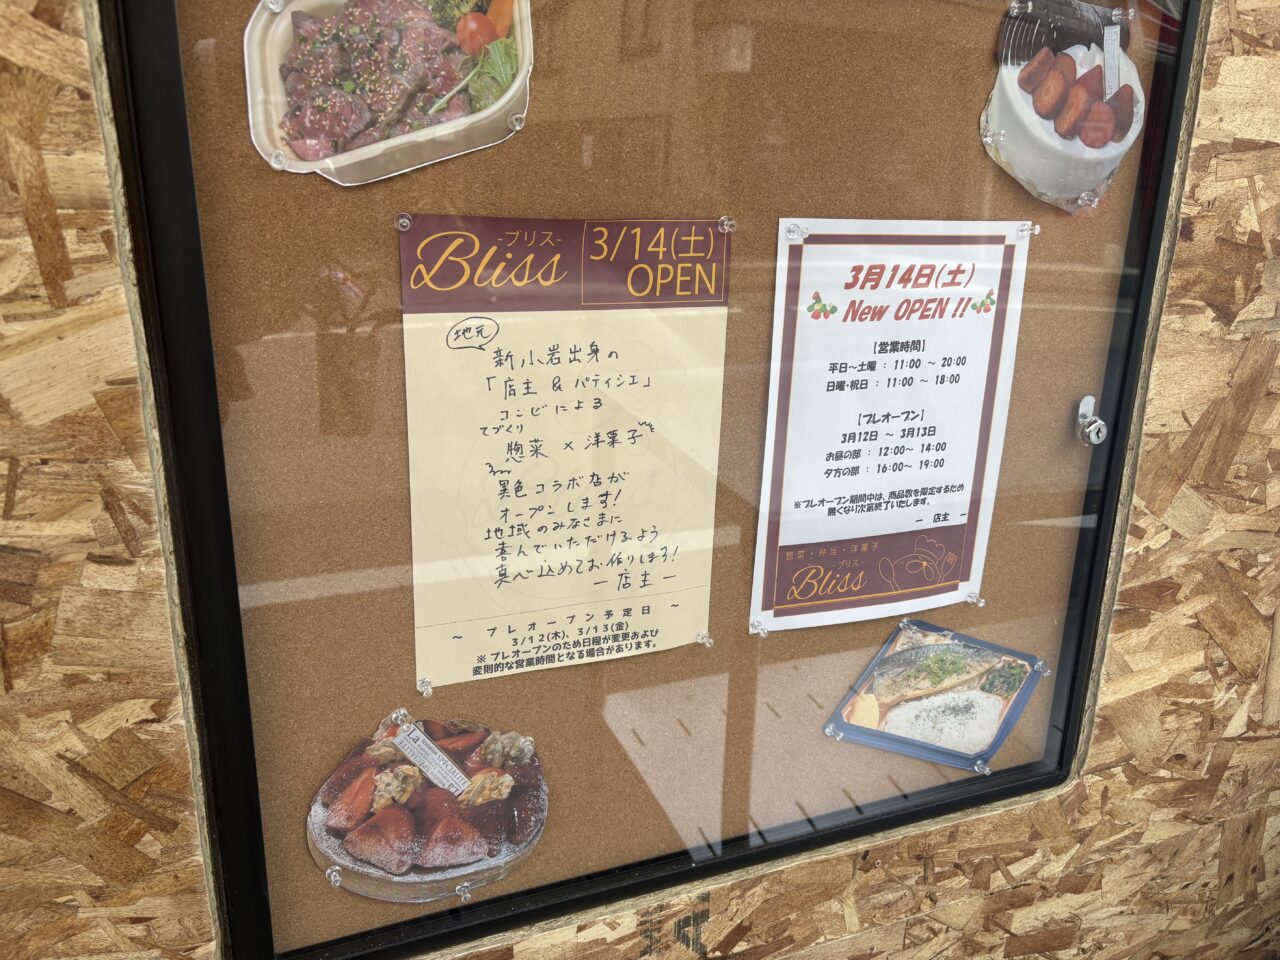 -ブリス-
Bliss
3/14(土)
OPEN
地元
新小岩出身の
「店主 & パティシエ」
コンビによる
てづくり
惣菜 × 洋菓子
異色コラボ店が
オープンします!
地域のみなさまに
喜んでいただけるよう
真心込めてお作りします!
ー 店主 ー
~ プレオープン予定日 ~
3/12(木)、3/13(金)
※ プレオープンのため日程が変更および
変則的な営業時間となる場合があります。
3月14日(土)
New OPEN !!
【営業時間】
平日~土曜 : 11:00 ~ 20:00
日曜・祝日 : 11:00 ~ 18:00
【プレオープン】
3月12日 ~ 3月13日
お昼の部 : 12:00~ 14:00
夕方の部 : 16:00~ 19:00
※プレオープン期間中は、商品数を限定するため
無くない次第終了いたします。
ー 店主 ー
惣菜・弁当・洋菓子
-ブリス-
Bliss
La
SPECIALITE